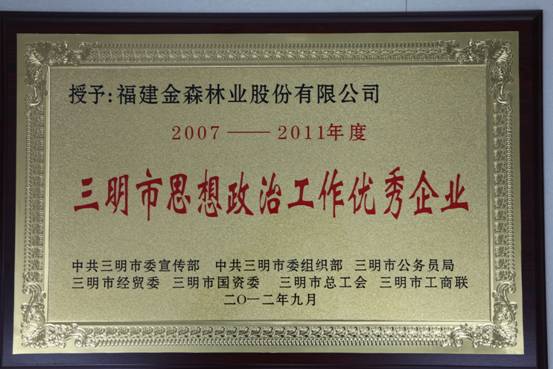 授予:福建金森林业股份有限公司
2007——2011年度
三明市思想政治工作优秀企业
中共三明市委宣传部 中共三明市委组织部 三明市公务员局
三明市经贸委 三明市国资委 三明市总工会 三明市工商联
二〇一二年九月